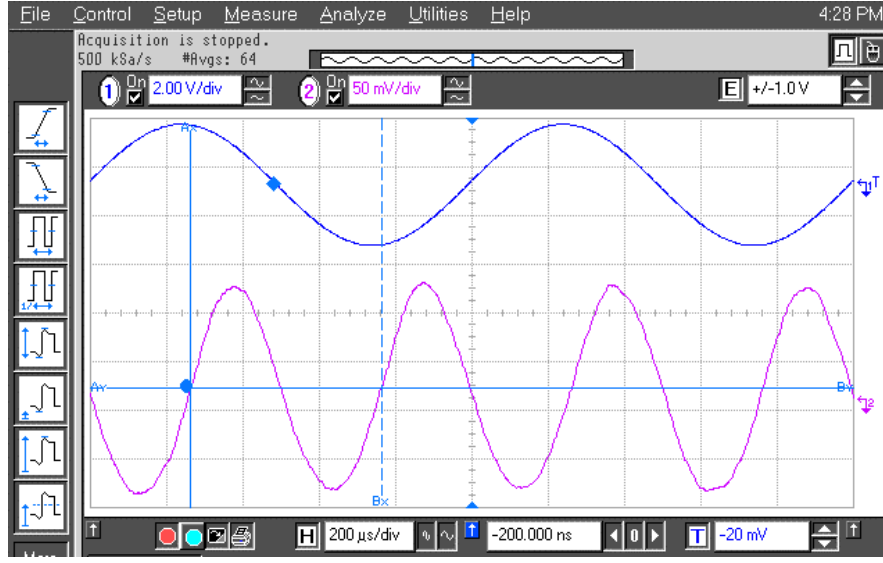 File Control Setup Measure Analyze Utilities Help 4:28 PM
Acquisition is stopped.
500 kSa/s #Avgs: 64
1 On 2.00 V/div 2 On 50 mV/div E +/-1.0 V
Ax
1 T
Ay By
2
Bx
1/
H 200 µs/div -200.000 ns 0 T -20 mV